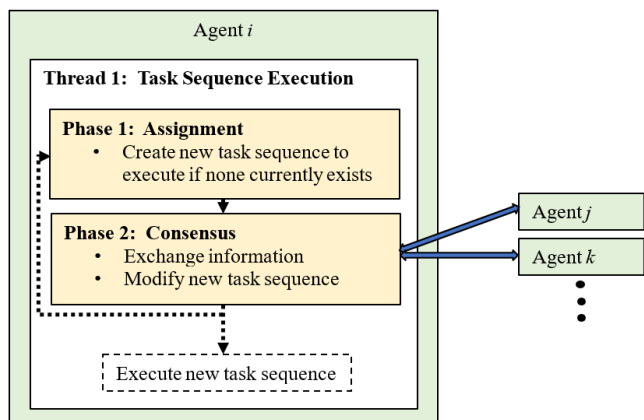 Agent i
Thread 1: Task Sequence Execution
Phase 1: Assignment
• Create new task sequence to
execute if none currently exists
Phase 2: Consensus
• Exchange information
• Modify new task sequence
Execute new task sequence
Agent j
Agent k